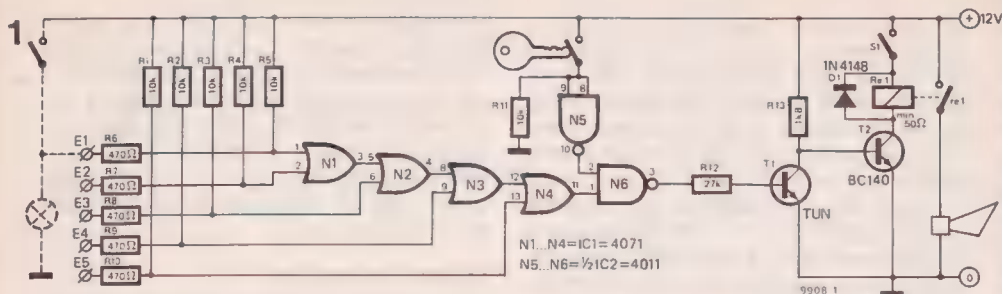 1
12V
S1
1N4148
D1
Re1
re1
min
50Ω
R1
R2
R3
R4
R5
10k
10k
10k
10k
10k
R11
10k
9
8
N5
10
R13
1k8
T2
BC140
E1
R6
470Ω
E2
R7
470Ω
E3
R8
470Ω
E4
R9
470Ω
E5
R10
470Ω
1
2
N1
3
5
6
N2
4
8
9
N3
12
13
N4
11
2
1
N6
3
R12
27k
T1
TUN
N1...N4=IC1=4071
N5...N6=½IC2=4011
9908 1
0